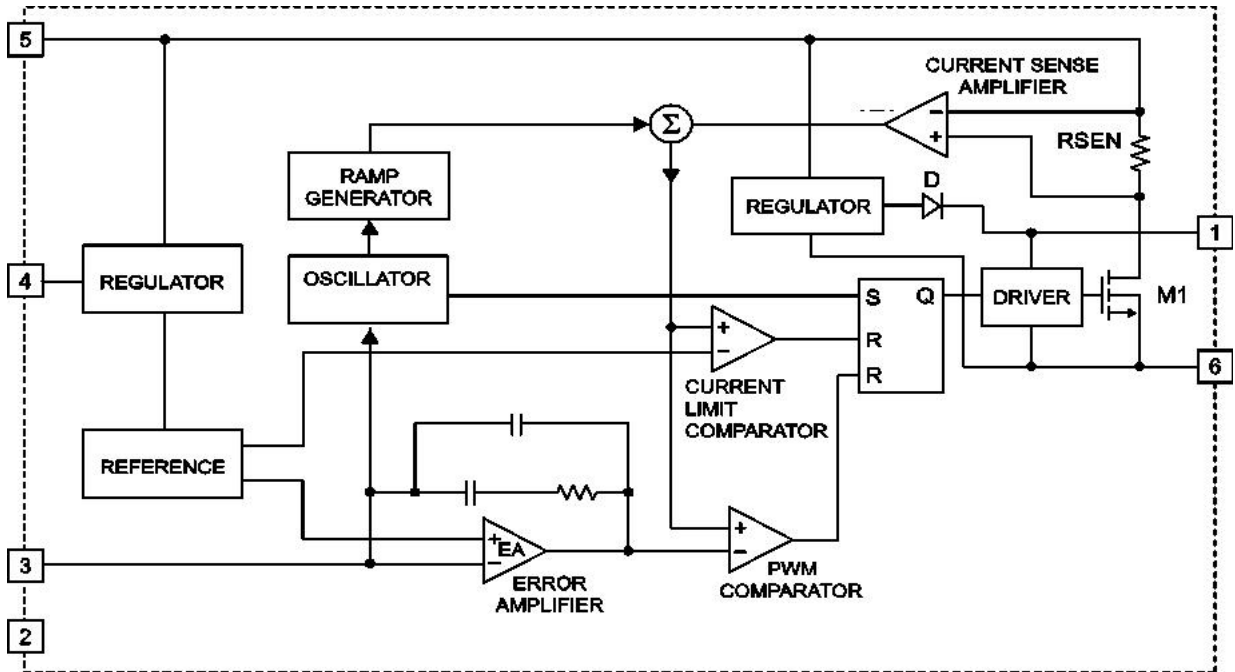 5
CURRENT SENSE
AMPLIFIER
Σ
−
+
RSEN
RAMP
GENERATOR
D
REGULATOR
1
4
REGULATOR
OSCILLATOR
S
Q
DRIVER
M1
+
−
R
CURRENT
LIMIT
COMPARATOR
R
6
REFERENCE
+
EA
−
ERROR
AMPLIFIER
+
−
PWM
COMPARATOR
3
2